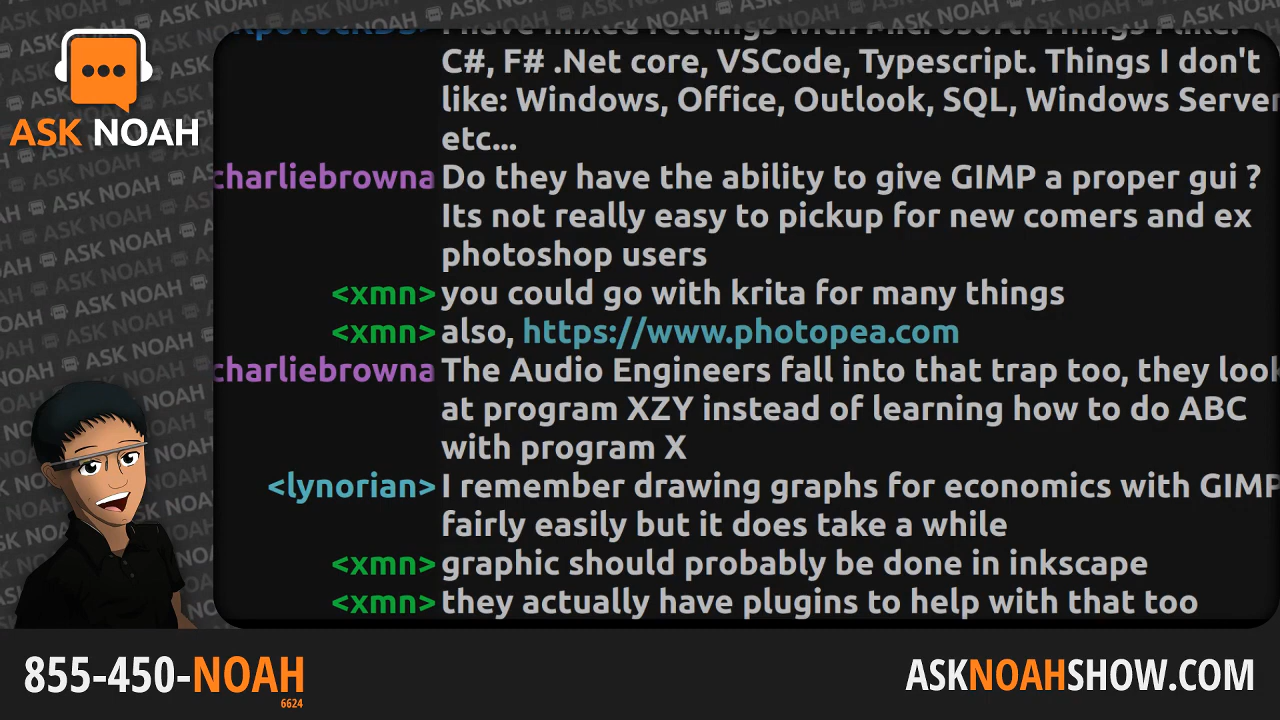 ASK NOAH
I have mixed feelings with Microsoft. Things I like:
C#, F# .Net core, VSCode, Typescript. Things I don't
like: Windows, Office, Outlook, SQL, Windows Server
etc...
charliebrowna Do they have the ability to give GIMP a proper gui ?
Its not really easy to pickup for new comers and ex
photoshop users
<xmn> you could go with krita for many things
<xmn> also, https://www.photopea.com
charliebrowna The Audio Engineers fall into that trap too, they look
at program XZY instead of learning how to do ABC
with program X
<lynorian> I remember drawing graphs for economics with GIMP
fairly easily but it does take a while
<xmn> graphic should probably be done in inkscape
<xmn> they actually have plugins to help with that too
855-450-NOAH
6624
ASKNOAHSHOW.COM